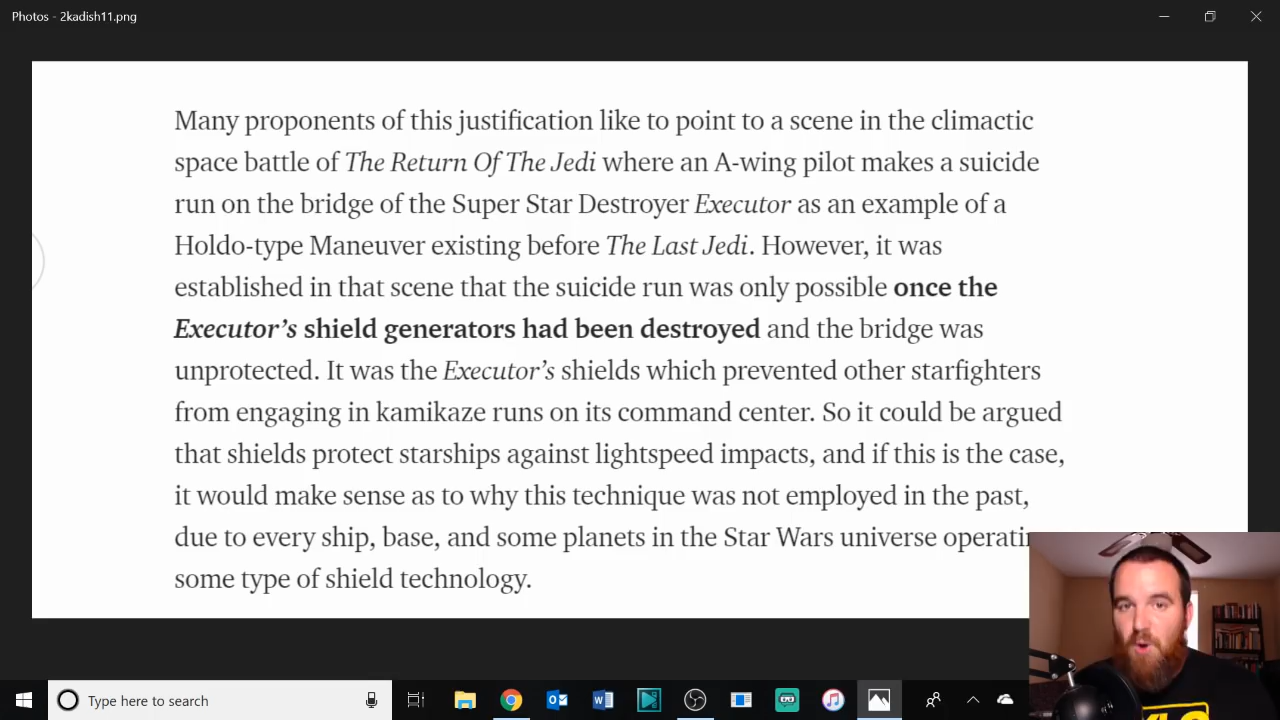 Photos - 2kadish11.png
Many proponents of this justification like to point to a scene in the climactic
space battle of The Return Of The Jedi where an A-wing pilot makes a suicide
run on the bridge of the Super Star Destroyer Executor as an example of a
Holdo-type Maneuver existing before The Last Jedi. However, it was
established in that scene that the suicide run was only possible once the
Executor’s shield generators had been destroyed and the bridge was
unprotected. It was the Executor’s shields which prevented other starfighters
from engaging in kamikaze runs on its command center. So it could be argued
that shields protect starships against lightspeed impacts, and if this is the case,
it would make sense as to why this technique was not employed in the past,
due to every ship, base, and some planets in the Star Wars universe
some type of shield technology.
Type here to search